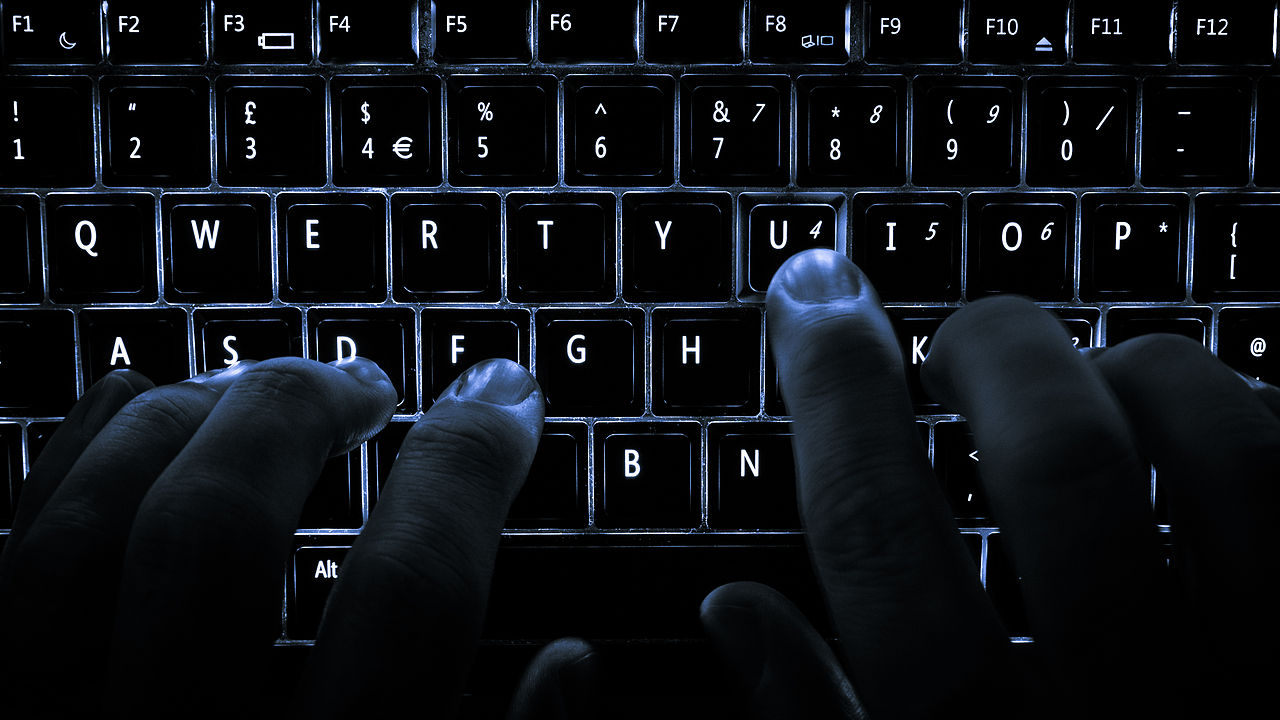 F1 F2 F3 F4 F5 F6 F7 F8 F9 F10 F11 F12
! “ £ $ % ^ & 7 * 8 ( 9 ) / _
1 2 3 4 € 5 6 7 8 9 0 -
Q W E R T Y U 4 I 5 O 6 P * {
[
A S D F G H K @
B N <
,
Alt